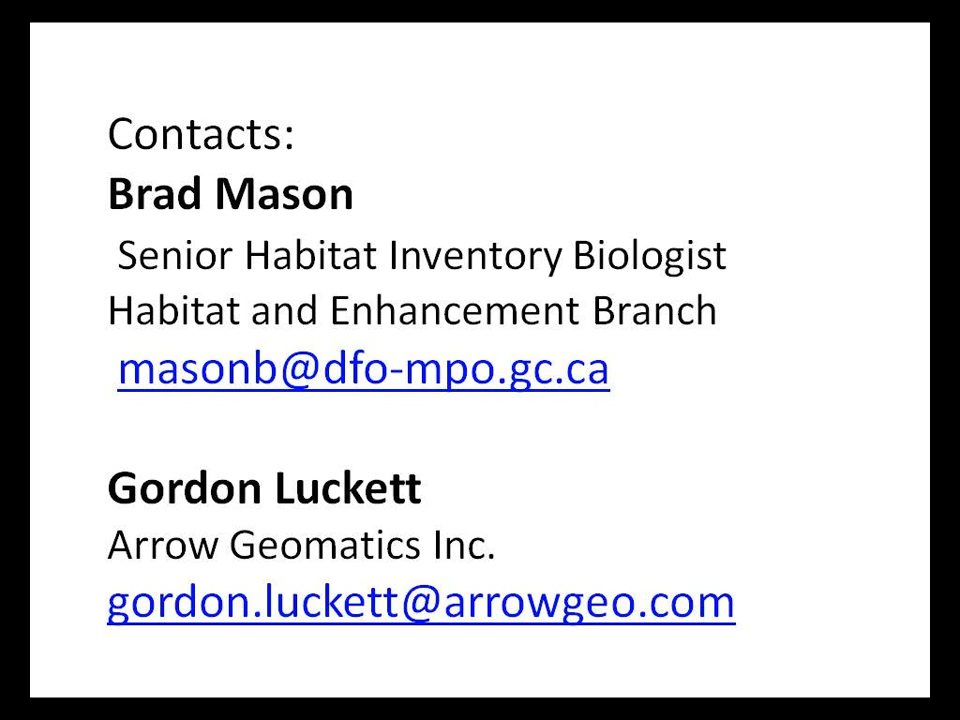 Contacts:
Brad Mason
Senior Habitat Inventory Biologist
Habitat and Enhancement Branch
masonb@dfo-mpo.gc.ca
Gordon Luckett
Arrow Geomatics Inc.
gordon.luckett@arrowgeo.com